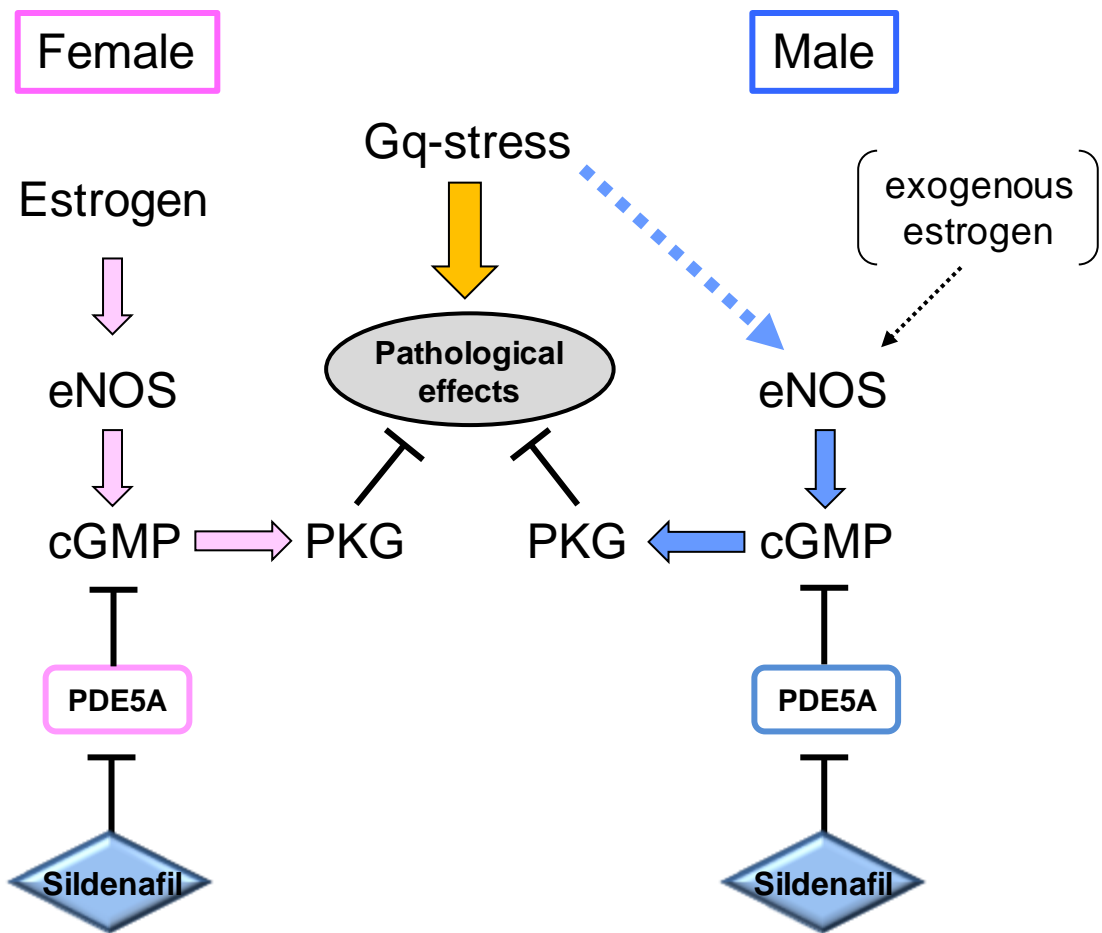 Female
Male
Gq-stress
Estrogen
exogenous
estrogen
Pathological
effects
eNOS
eNOS
cGMP
PKG
PKG
cGMP
PDE5A
PDE5A
Sildenafil
Sildenafil